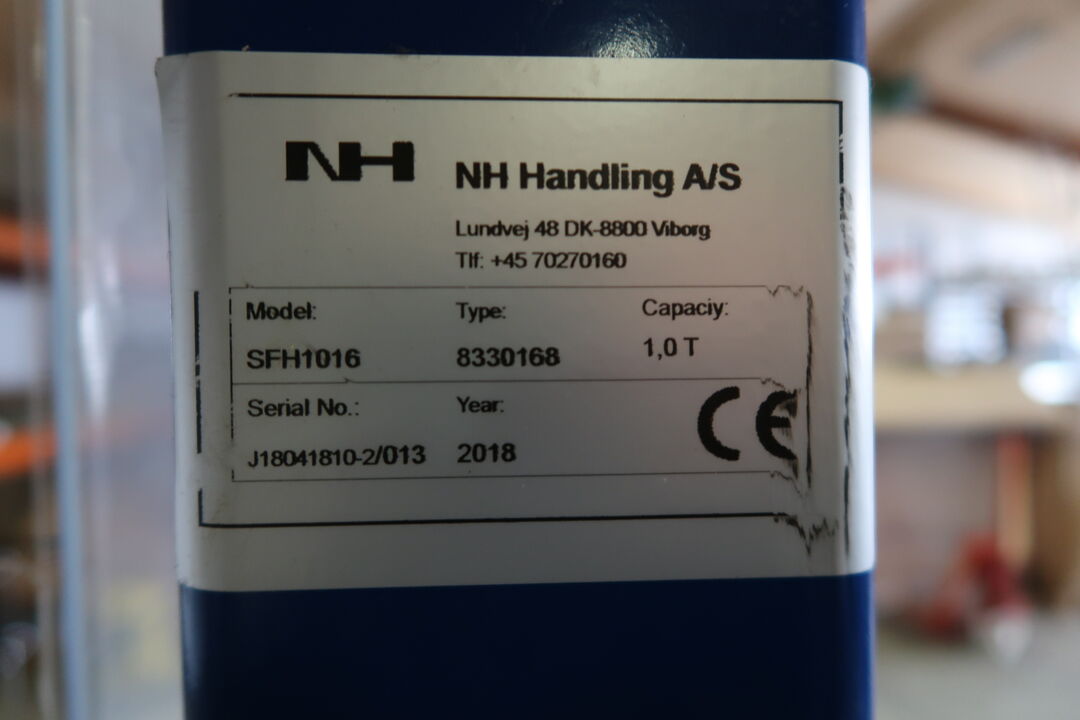 NH
NH Handling A/S
Lundvej 48 DK-8800 Viborg
Tlf: +45 70270160
Model: Type: Capaciy:
SFH1016 8330168 1,0 T
Serial No.: Year:
J18041810-2/013 2018
CE